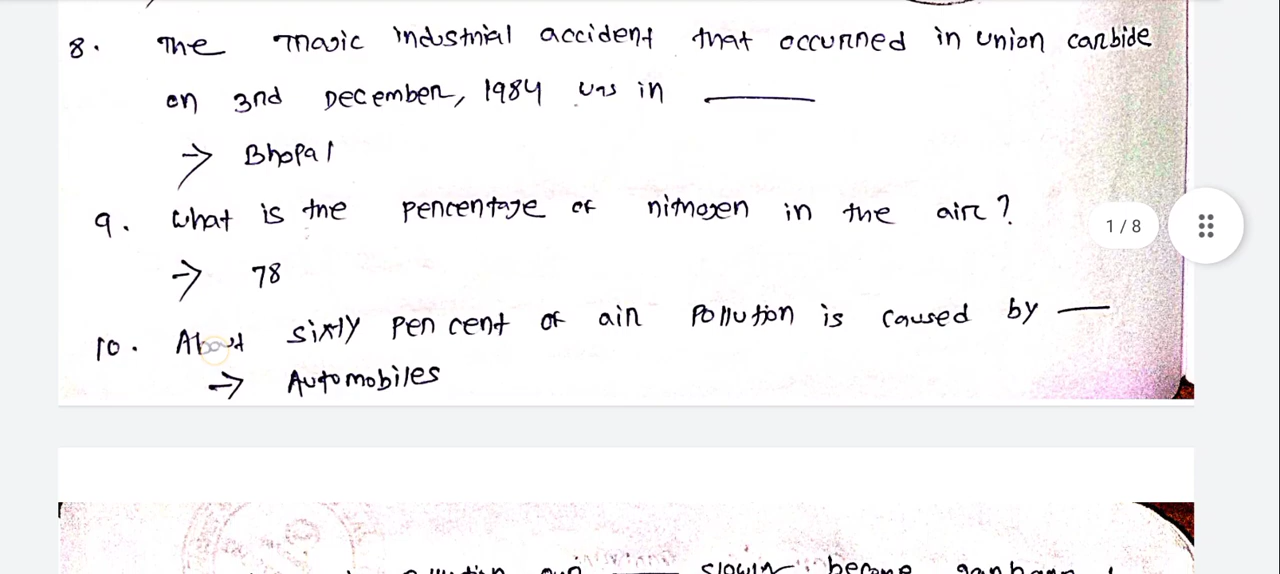 8. The Tragic industrial accident that occurred in union carbide
on 3rd December, 1984 was in ______
→ Bhopal
9. What is the percentage of nitrogen in the air?
→ 78
1/8
10. About sixty per cent of air Pollution is caused by —
→ Automobiles
slowly become